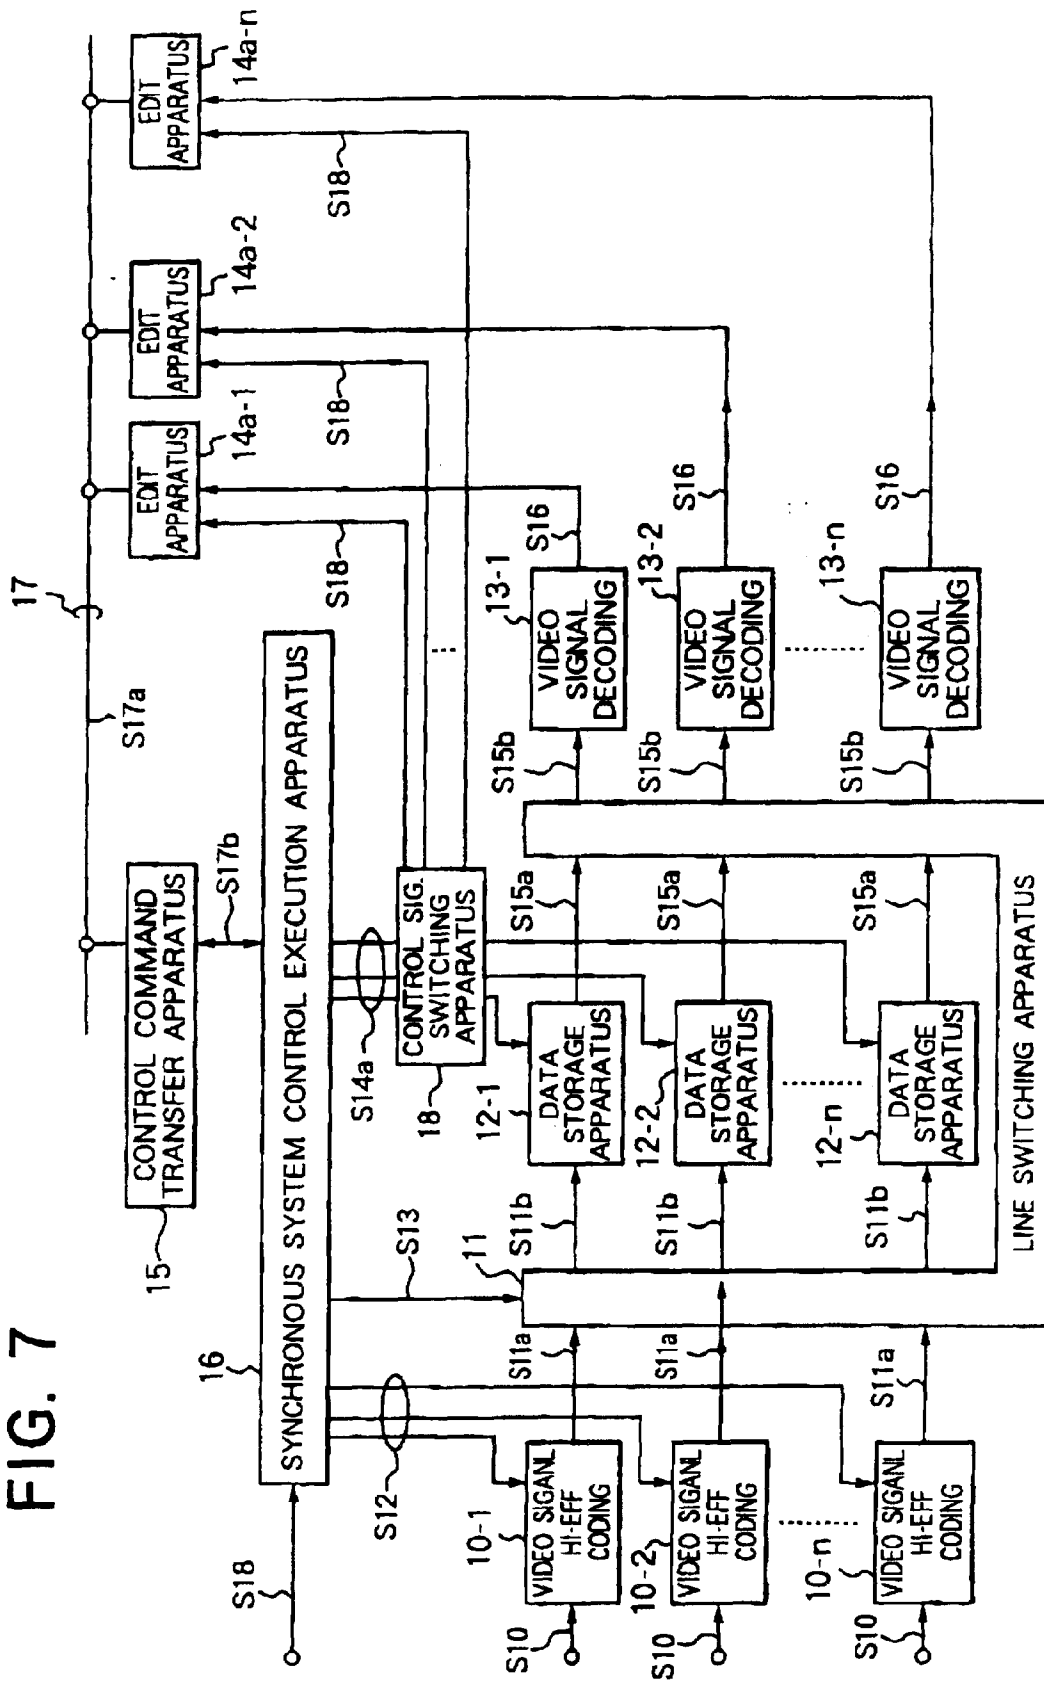 FIG. 7
17
S17a
15
CONTROL COMMAND
TRANSFER APPARATUS
S17b
EDIT
APPARATUS
14a-1
EDIT
APPARATUS
14a-2
EDIT
APPARATUS
14a-n
S18
16
SYNCHRONOUS SYSTEM CONTROL EXECUTION APPARATUS
S18
S18
S18
S12
S13
S14a
18
CONTROL SIG.
SWITCHING
APPARATUS
10-1
11
12-1
13-1
S10
VIDEO SIGANL
HI-EFF
CODING
S11a
S11b
DATA
STORAGE
APPARATUS
S15a
S15b
VIDEO
SIGNAL
DECODING
S16
10-2
12-2
13-2
S10
VIDEO SIGANL
HI-EFF
CODING
S11a
S11b
DATA
STORAGE
APPARATUS
S15a
S15b
VIDEO
SIGNAL
DECODING
S16
10-n
12-n
13-n
S10
VIDEO SIGANL
HI-EFF
CODING
S11a
S11b
DATA
STORAGE
APPARATUS
S15a
S15b
VIDEO
SIGNAL
DECODING
S16
LINE SWITCHING APPARATUS